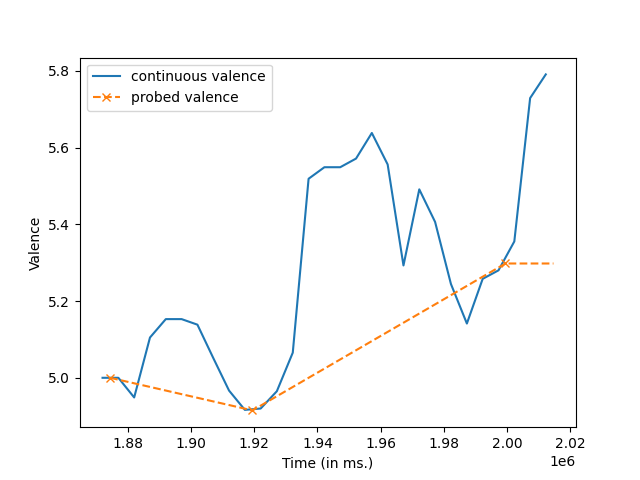 continuous valence
probed valence
Valence
5.8
5.6
5.4
5.2
5.0
1.88 1.90 1.92 1.94 1.96 1.98 2.00 2.02
1e6
Time (in ms.)